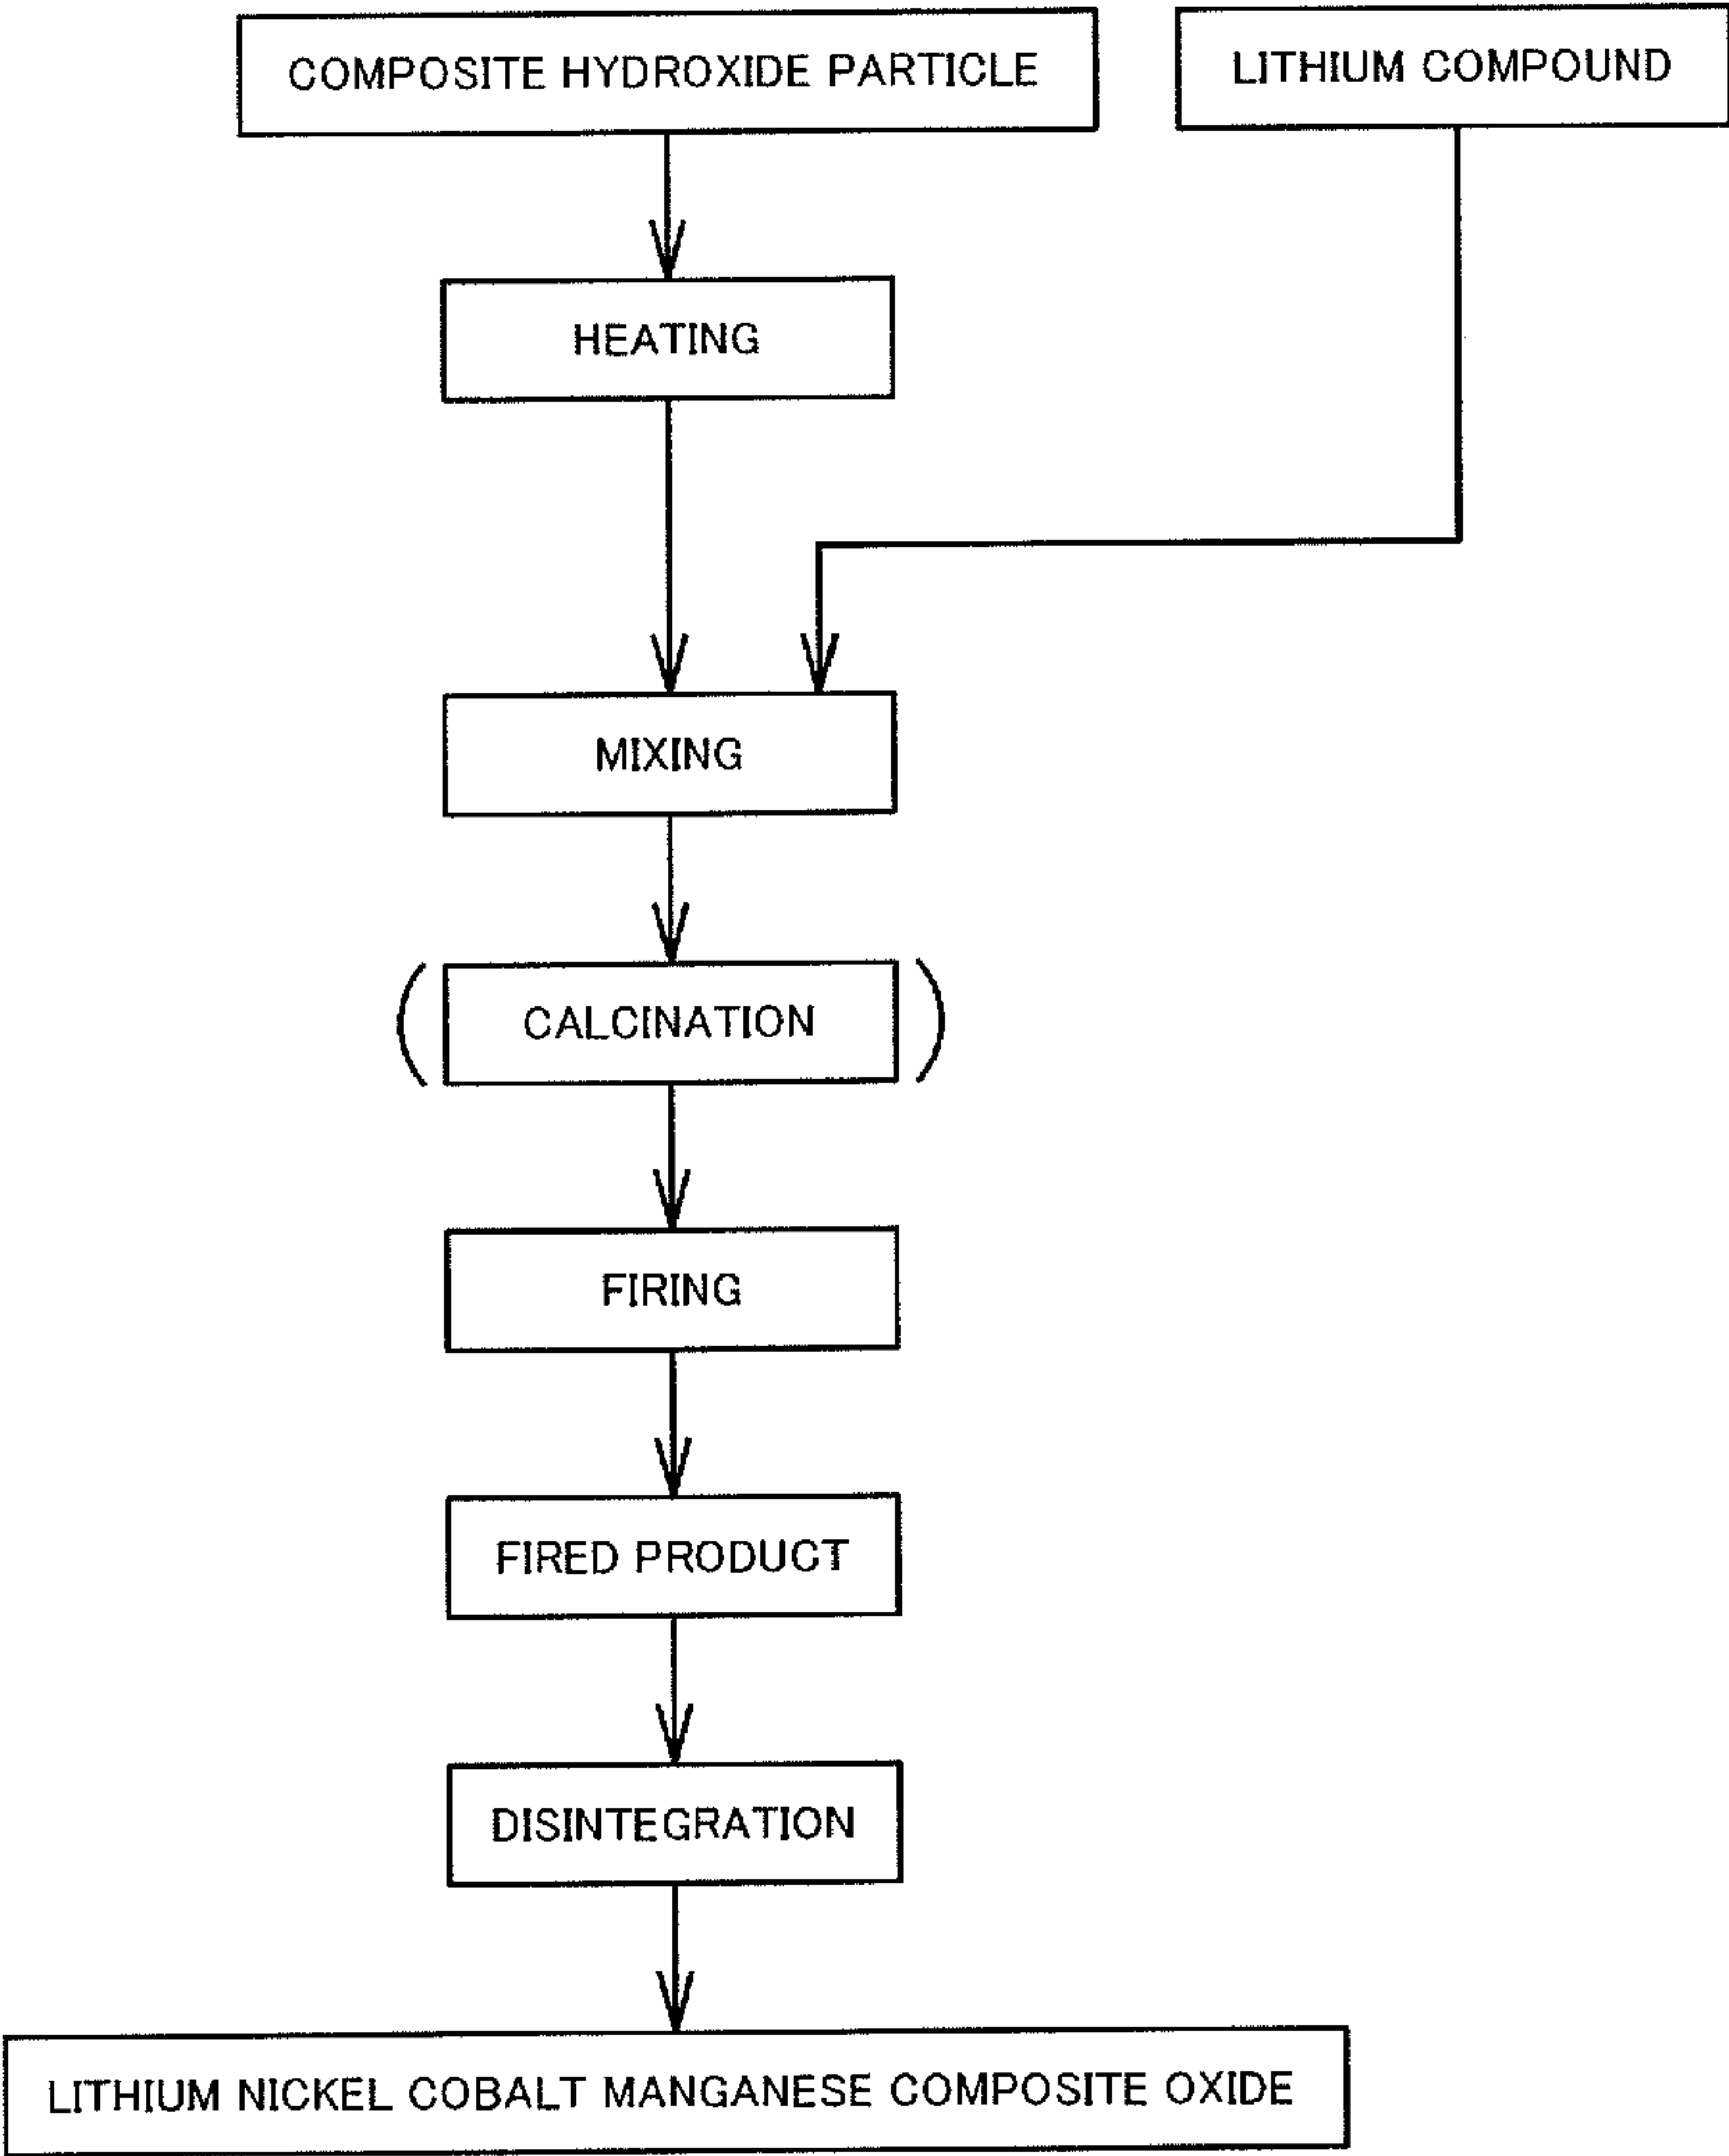 COMPOSITE HYDROXIDE PARTICLE
LITHIUM COMPOUND
HEATING
MIXING
(CALCINATION)
FIRING
FIRED PRODUCT
DISINTEGRATION
LITHIUM NICKEL COBALT MANGANESE COMPOSITE OXIDE